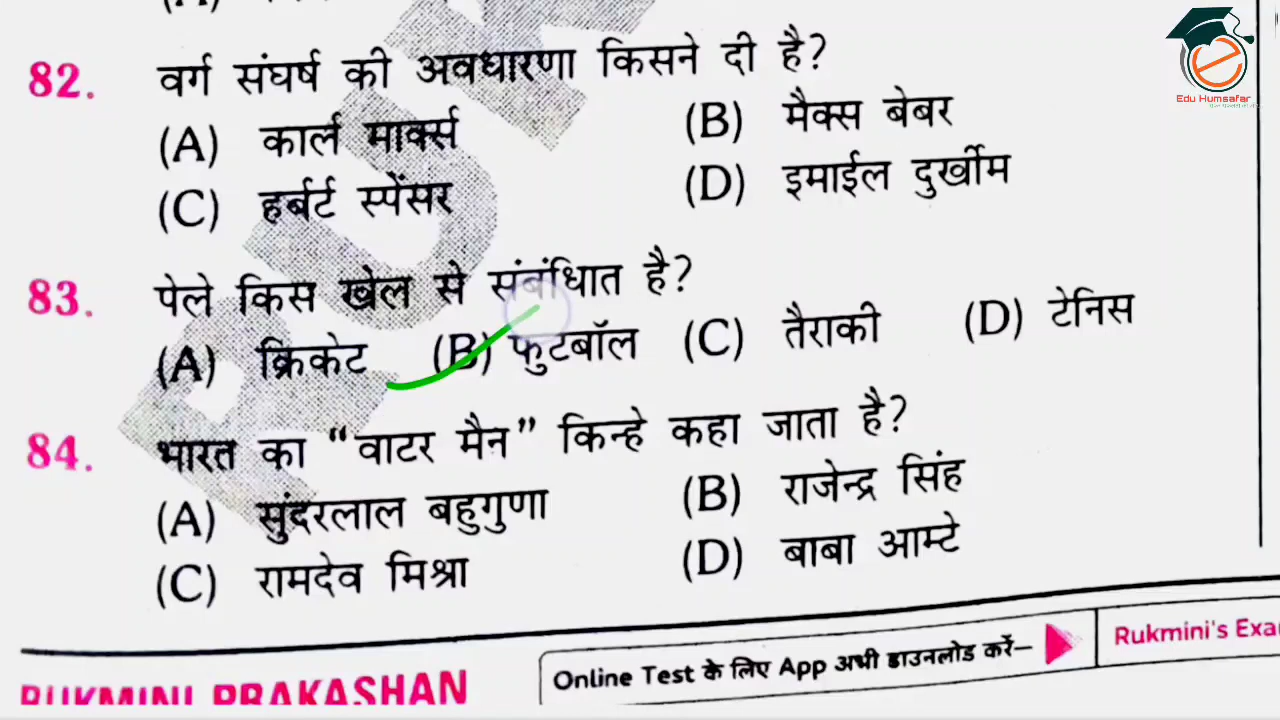 82. वर्ग संघर्ष की अवधारणा किसने दी है?
(A) कार्ल मार्क्स (B) मैक्स बेबर
(C) हर्बर्ट स्पेंसर (D) इमाईल दुर्खीम
83. पेले किस खेल से संबंधित है?
(A) क्रिकेट (B) फुटबॉल (C) तैराकी (D) टेनिस
84. भारत का “वाटर मैन” किन्हे कहा जाता है?
(A) सुंदरलाल बहुगुणा (B) राजेन्द्र सिंह
(C) रामदेव मिश्रा (D) बाबा आम्टे
RUKMINI PRAKASHAN
Online Test के लिए App अभी डाउनलोड करें–
Rukmini's Exa
Edu Humsafar